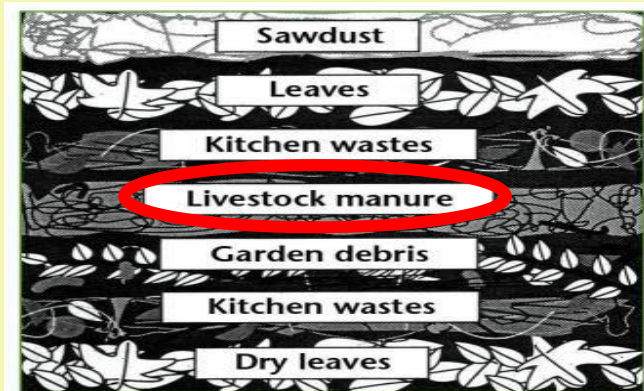 Sawdust
Leaves
Kitchen wastes
Livestock manure
Garden debris
Kitchen wastes
Dry leaves